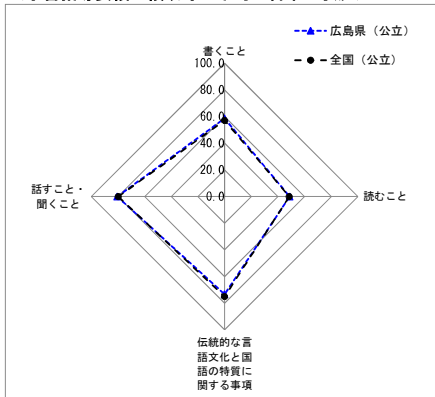 広島県（公立）
全国（公立）
書くこと
100.0
80.0
60.0
40.0
20.0
0.0
読むこと
話すこと・
聞くこと
伝統的な言
語文化と国
語の特質に
関する事項